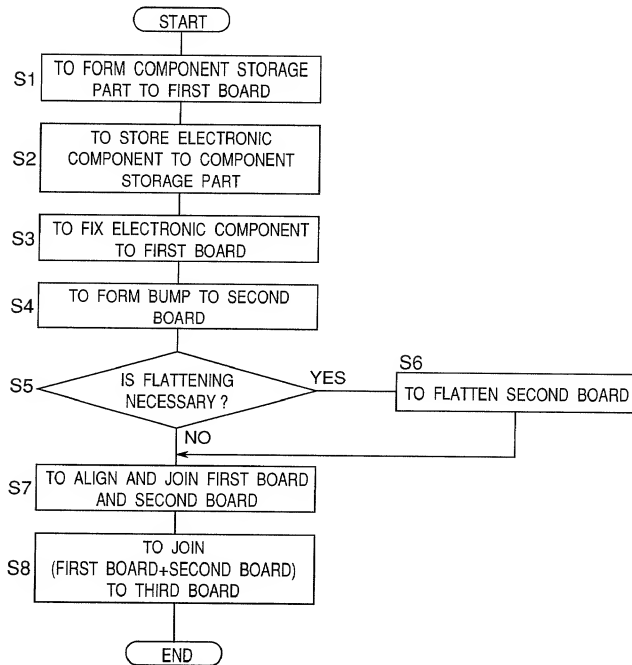 START
S1
TO FORM COMPONENT STORAGE
PART TO FIRST BOARD
S2
TO STORE ELECTRONIC
COMPONENT TO COMPONENT
STORAGE PART
S3
TO FIX ELECTRONIC COMPONENT
TO FIRST BOARD
S4
TO FORM BUMP TO SECOND
BOARD
S5
IS FLATTENING
NECESSARY ?
YES
S6
TO FLATTEN SECOND BOARD
NO
S7
TO ALIGN AND JOIN FIRST BOARD
AND SECOND BOARD
S8
TO JOIN
(FIRST BOARD+SECOND BOARD)
TO THIRD BOARD
END